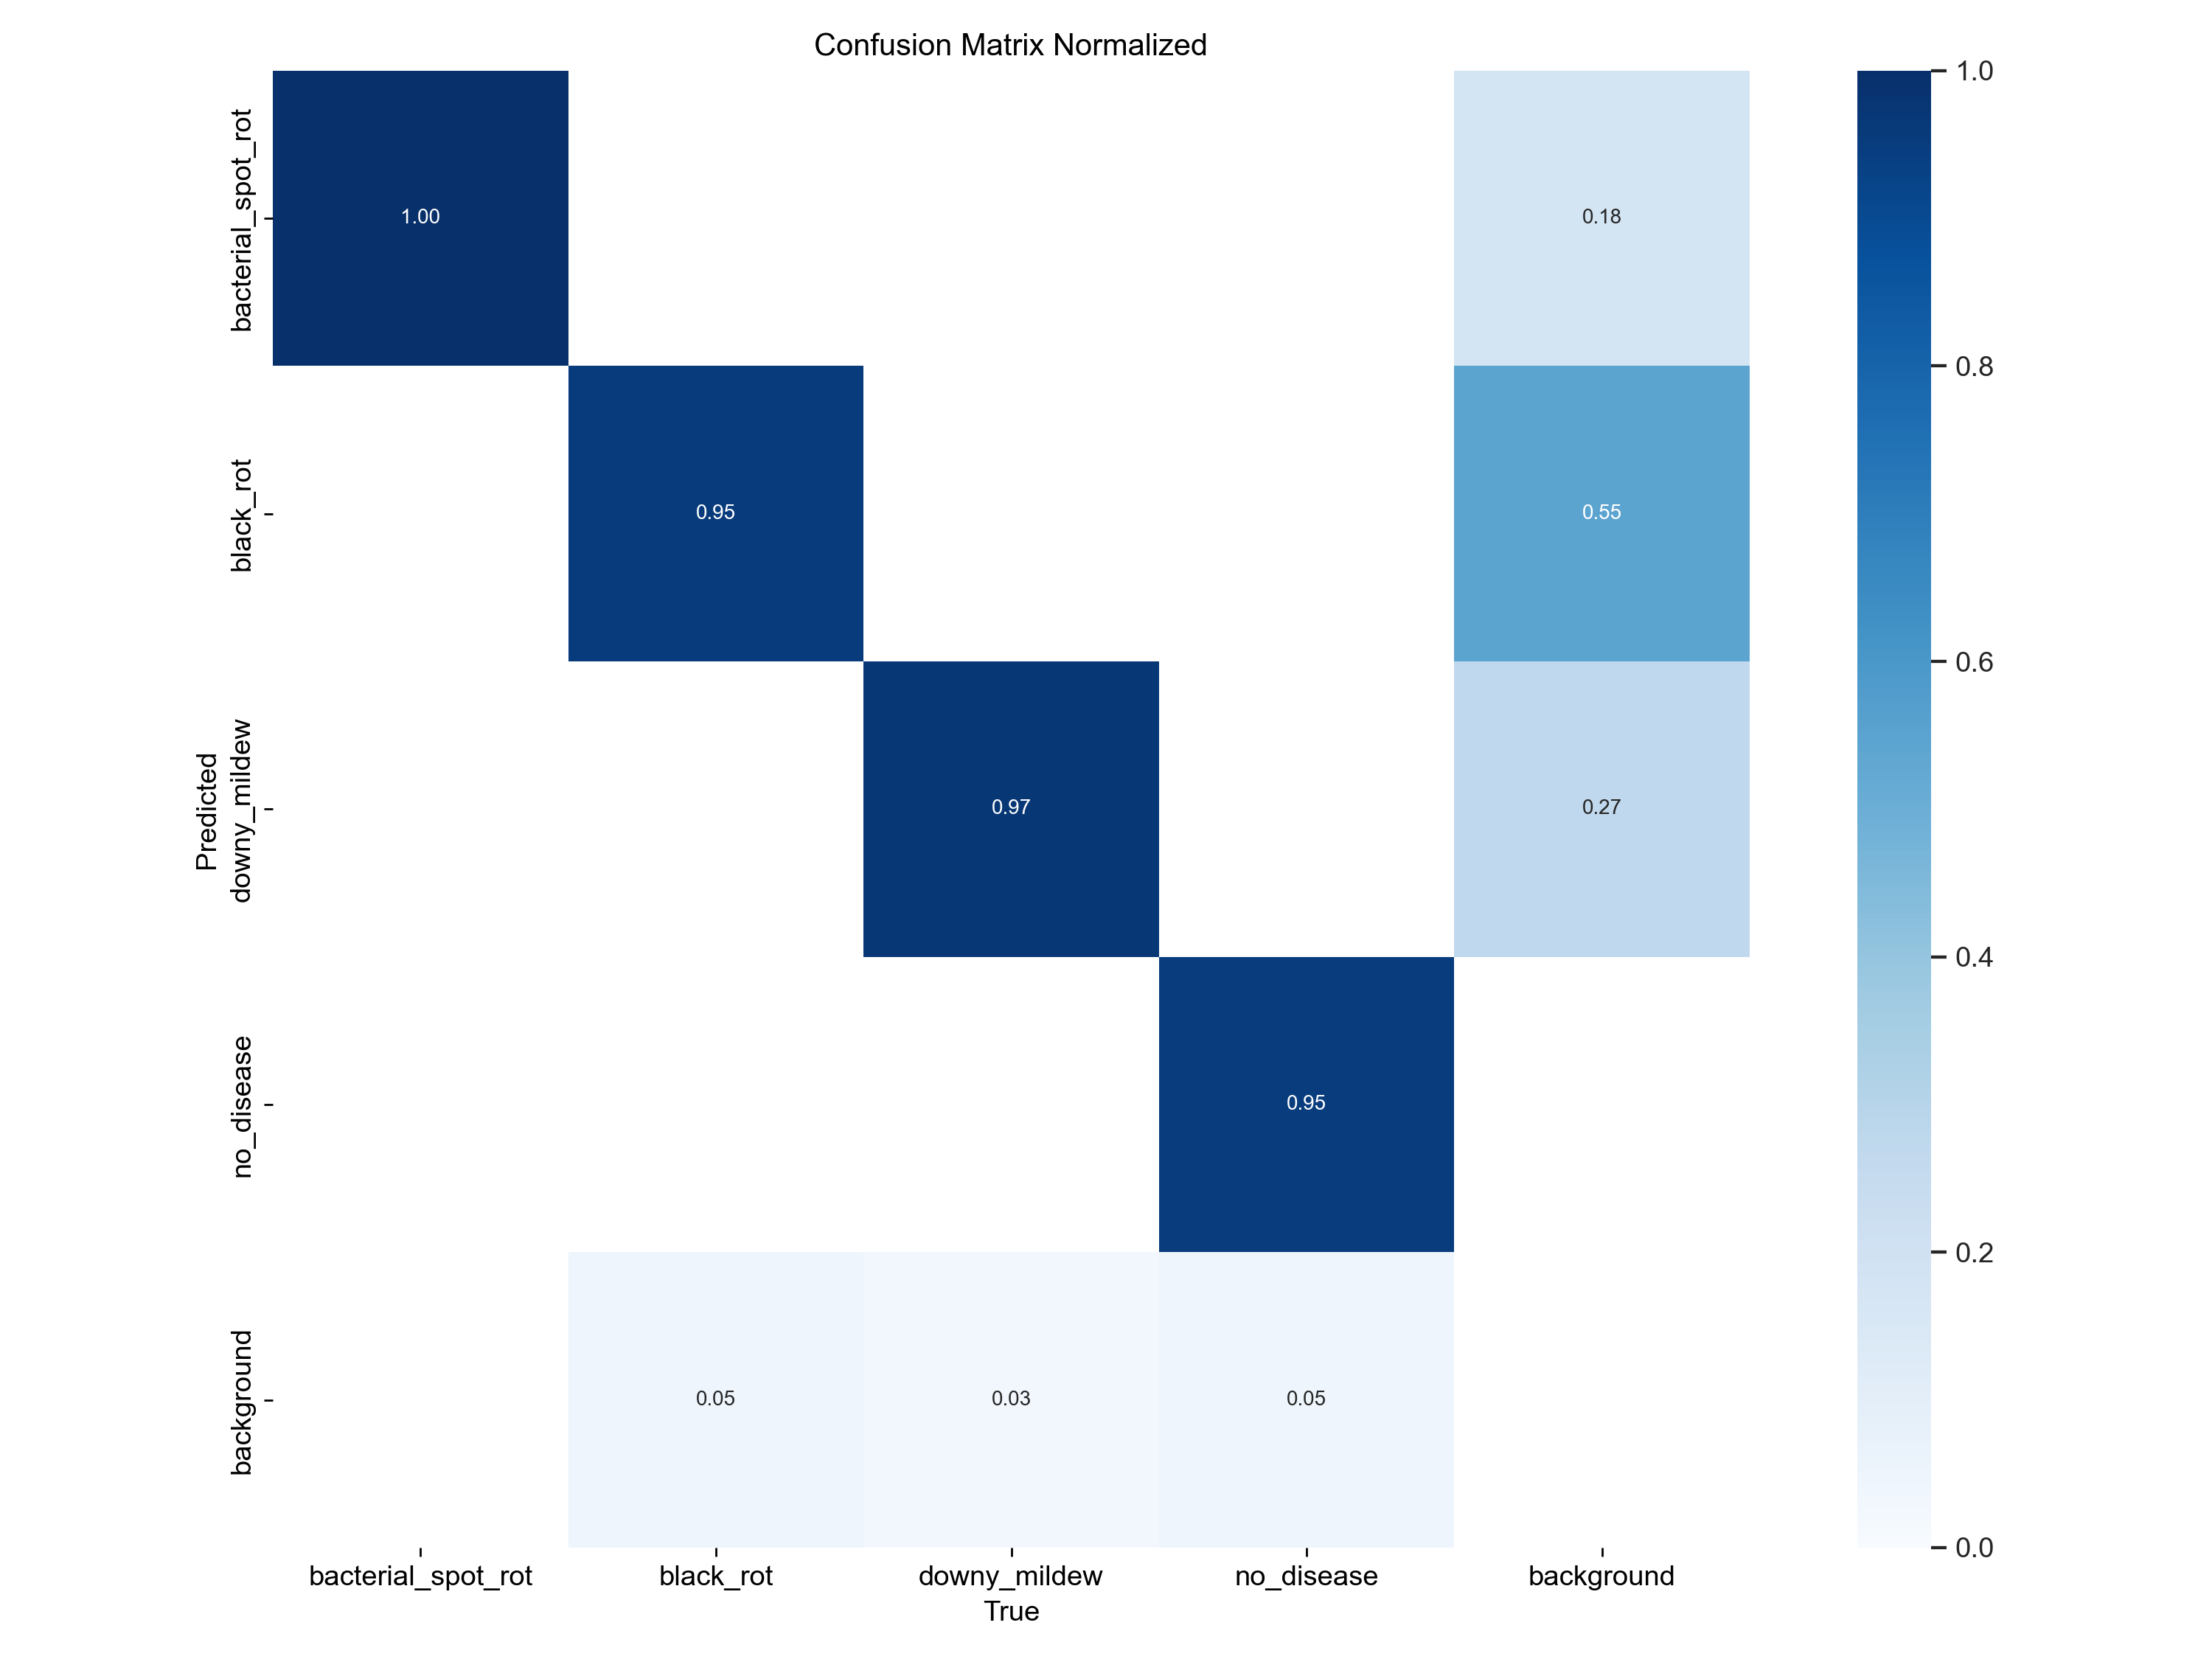 Confusion Matrix Normalized
bacterial_spot_rot
1.00
0.18
black_rot
0.95
0.55
Predicted
downy_mildew
0.97
0.27
no_disease
0.95
background
0.05
0.03
0.05
bacterial_spot_rot
black_rot
downy_mildew
no_disease
background
True
1.0
0.8
0.6
0.4
0.2
0.0